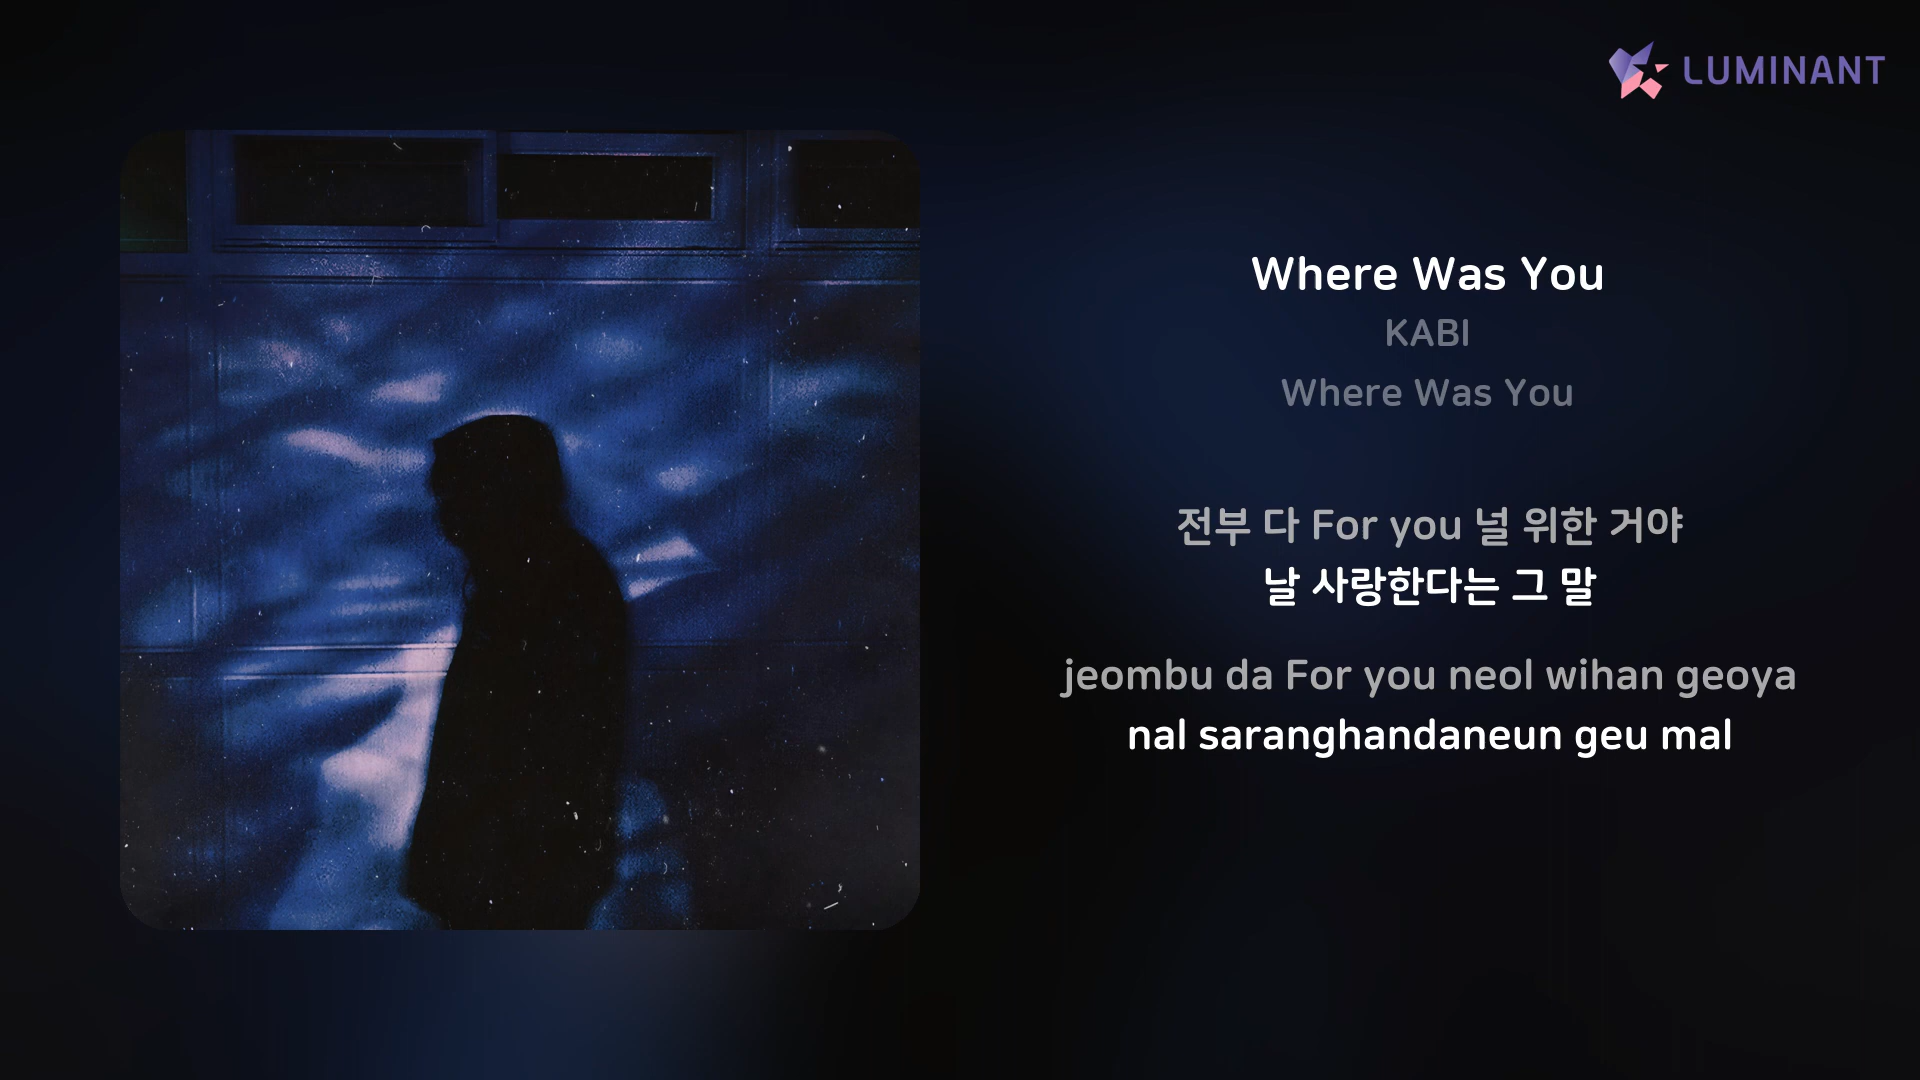 LUMINANT
Where Was You
KABI
Where Was You
전부 다 For you 널 위한 거야
날 사랑한다는 그 말
jeombu da For you neol wihan geoya
nal saranghandaneun geu mal